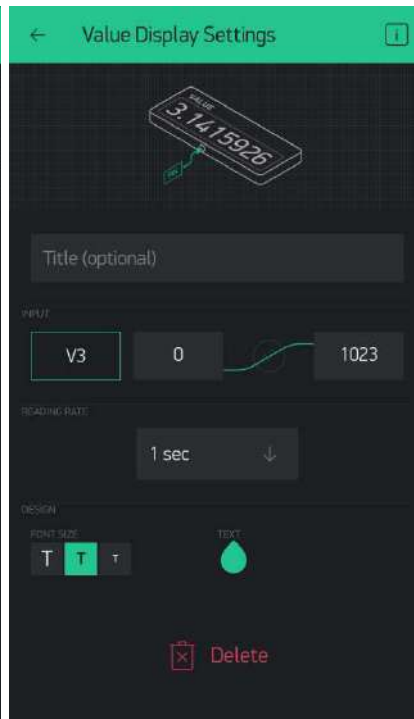 Value Display Settings
i
VALUE
3.1415926
PIN
Title (optional)
INPUT
V3 0 1023
READING RATE
1 sec
DESIGN
FONT SIZE TEXT
T T T
Delete